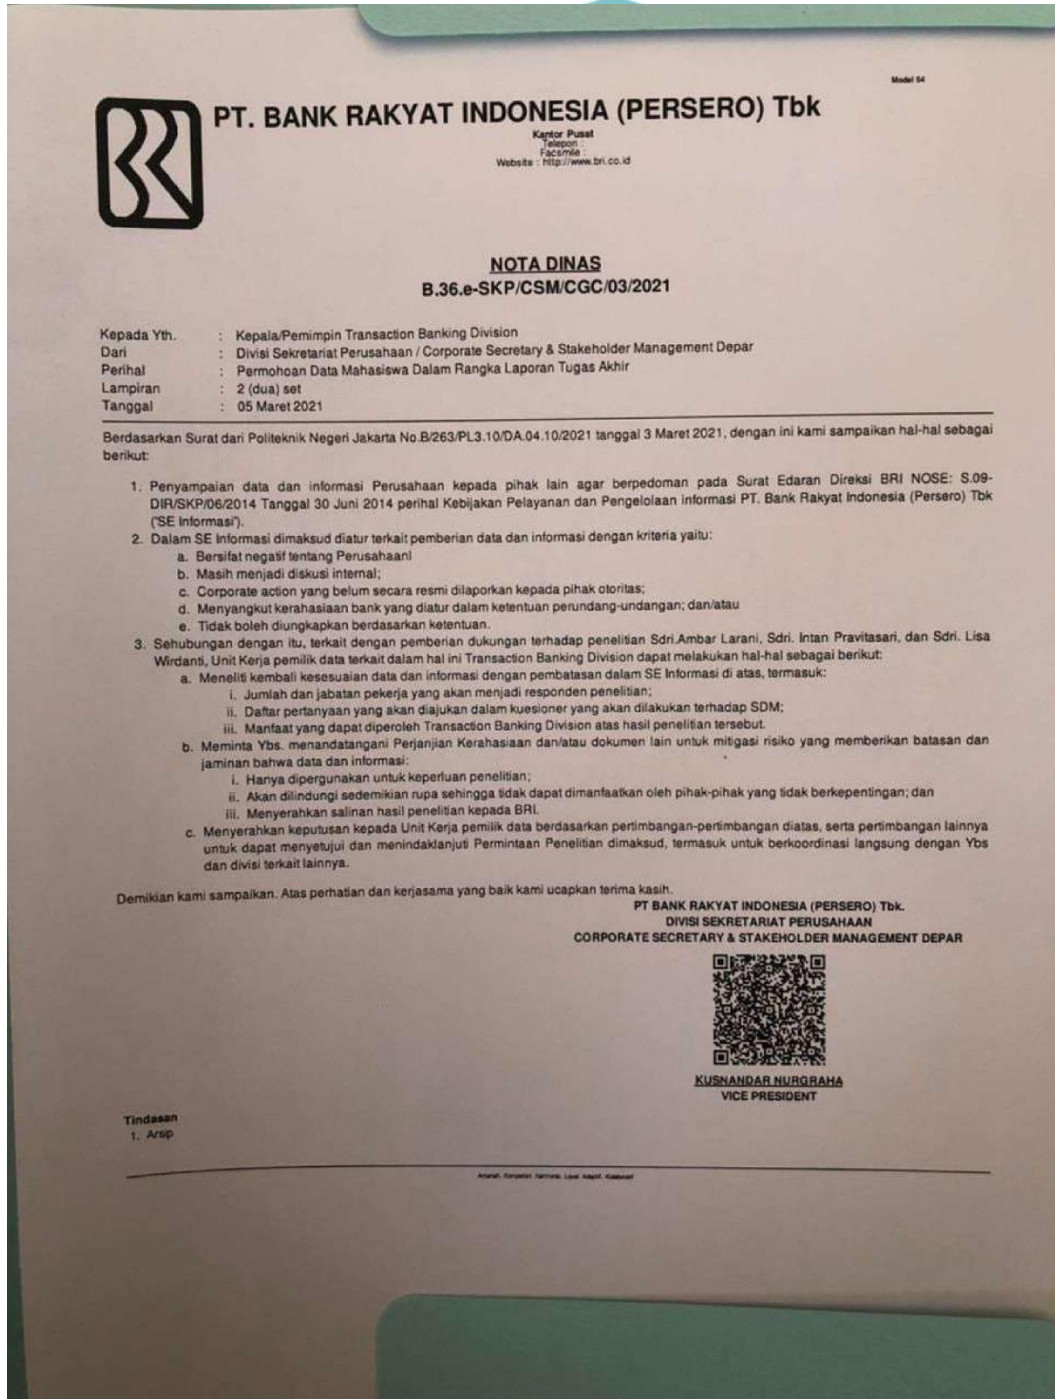 Model 54
PT. BANK RAKYAT INDONESIA (PERSERO) Tbk
Kantor Pusat
Telepon :
Facsmile :
Website : http://www.bri.co.id
NOTA DINAS
B.36.e-SKP/CSM/CGC/03/2021
Kepada Yth. : Kepala/Pemimpin Transaction Banking Division
Dari : Divisi Sekretariat Perusahaan / Corporate Secretary & Stakeholder Management Depar
Perihal : Permohoan Data Mahasiswa Dalam Rangka Laporan Tugas Akhir
Lampiran : 2 (dua) set
Tanggal : 05 Maret 2021
Berdasarkan Surat dari Politeknik Negeri Jakarta No.B/263/PL3.10/DA.04.10/2021 tanggal 3 Maret 2021, dengan ini kami sampaikan hal-hal sebagai
berikut:
1. Penyampaian data dan informasi Perusahaan kepada pihak lain agar berpedoman pada Surat Edaran Direksi BRI NOSE: S.09-
DIR/SKP/06/2014 Tanggal 30 Juni 2014 perihal Kebijakan Pelayanan dan Pengelolaan informasi PT. Bank Rakyat Indonesia (Persero) Tbk
("SE Informasi").
2. Dalam SE Informasi dimaksud diatur terkait pemberian data dan informasi dengan kriteria yaitu:
a. Bersifat negatif tentang Perusahaanl
b. Masih menjadi diskusi internal;
c. Corporate action yang belum secara resmi dilaporkan kepada pihak otoritas;
d. Menyangkut kerahasiaan bank yang diatur dalam ketentuan perundang-undangan; dan/atau
e. Tidak boleh diungkapkan berdasarkan ketentuan.
3. Sehubungan dengan itu, terkait dengan pemberian dukungan terhadap penelitian Sdri.Ambar Larani, Sdri. Intan Pravitasari, dan Sdri. Lisa
Wirdanti, Unit Kerja pemilik data terkait dalam hal ini Transaction Banking Division dapat melakukan hal-hal sebagai berikut:
a. Meneliti kembali kesesuaian data dan informasi dengan pembatasan dalam SE Informasi di atas, termasuk:
i. Jumlah dan jabatan pekerja yang akan menjadi responden penelitian;
ii. Daftar pertanyaan yang akan diajukan dalam kuesioner yang akan dilakukan terhadap SDM;
iii. Manfaat yang dapat diperoleh Transaction Banking Division atas hasil penelitian tersebut.
b. Meminta Ybs. menandatangani Perjanjian Kerahasiaan dan/atau dokumen lain untuk mitigasi risiko yang memberikan batasan dan
jaminan bahwa data dan informasi:
i. Hanya dipergunakan untuk keperluan penelitian;
ii. Akan dilindungi sedemikian rupa sehingga tidak dapat dimanfaatkan oleh pihak-pihak yang tidak berkepentingan; dan
iii. Menyerahkan salinan hasil penelitian kepada BRI.
c. Menyerahkan keputusan kepada Unit Kerja pemilik data berdasarkan pertimbangan-pertimbangan diatas, serta pertimbangan lainnya
untuk dapat menyetujui dan menindaklanjuti Permintaan Penelitian dimaksud, termasuk untuk berkoordinasi langsung dengan Ybs
dan divisi terkait lainnya.
Demikian kami sampaikan. Atas perhatian dan kerjasama yang baik kami ucapkan terima kasih.
PT BANK RAKYAT INDONESIA (PERSERO) Tbk.
DIVISI SEKRETARIAT PERUSAHAAN
CORPORATE SECRETARY & STAKEHOLDER MANAGEMENT DEPAR
KUSNANDAR NURGRAHA
VICE PRESIDENT
Tindasan
1. Arsip
Amanah, Kompeten, Harmonis, Loyal, Adaptif, Kolaboratif